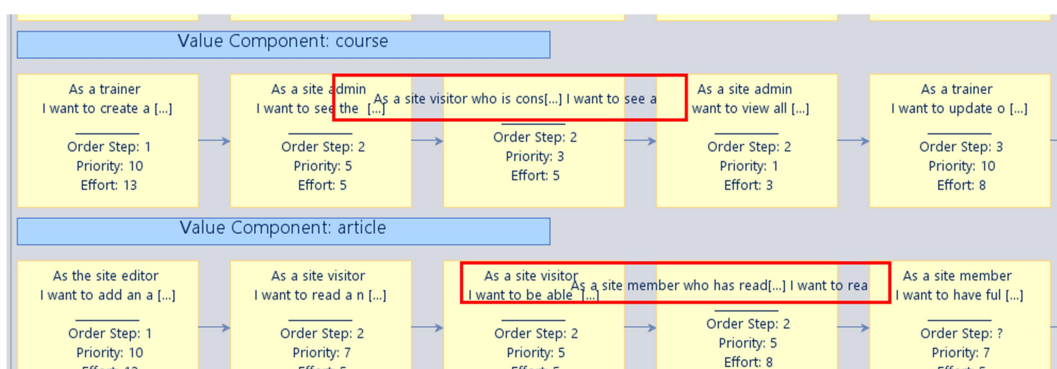 Value Component: course
As a trainer
I want to create a [...]
Order Step: 1
Priority: 10
Effort: 13
As a site admin
I want to see the [...]
Order Step: 2
Priority: 5
Effort: 5
As a site visitor who is cons[...] I want to see a
Order Step: 2
Priority: 3
Effort: 5
As a site admin
want to view all [...]
Order Step: 2
Priority: 1
Effort: 3
As a trainer
I want to update o [...]
Order Step: 3
Priority: 10
Effort: 8
Value Component: article
As the site editor
I want to add an a [...]
Order Step: 1
Priority: 10
As a site visitor
I want to read a n [...]
Order Step: 2
Priority: 7
As a site visitor
I want to be able [...]
Order Step: 2
Priority: 5
As a site member who has read[...] I want to rea
Order Step: 2
Priority: 5
Effort: 8
As a site member
I want to have ful [...]
Order Step: ?
Priority: 7